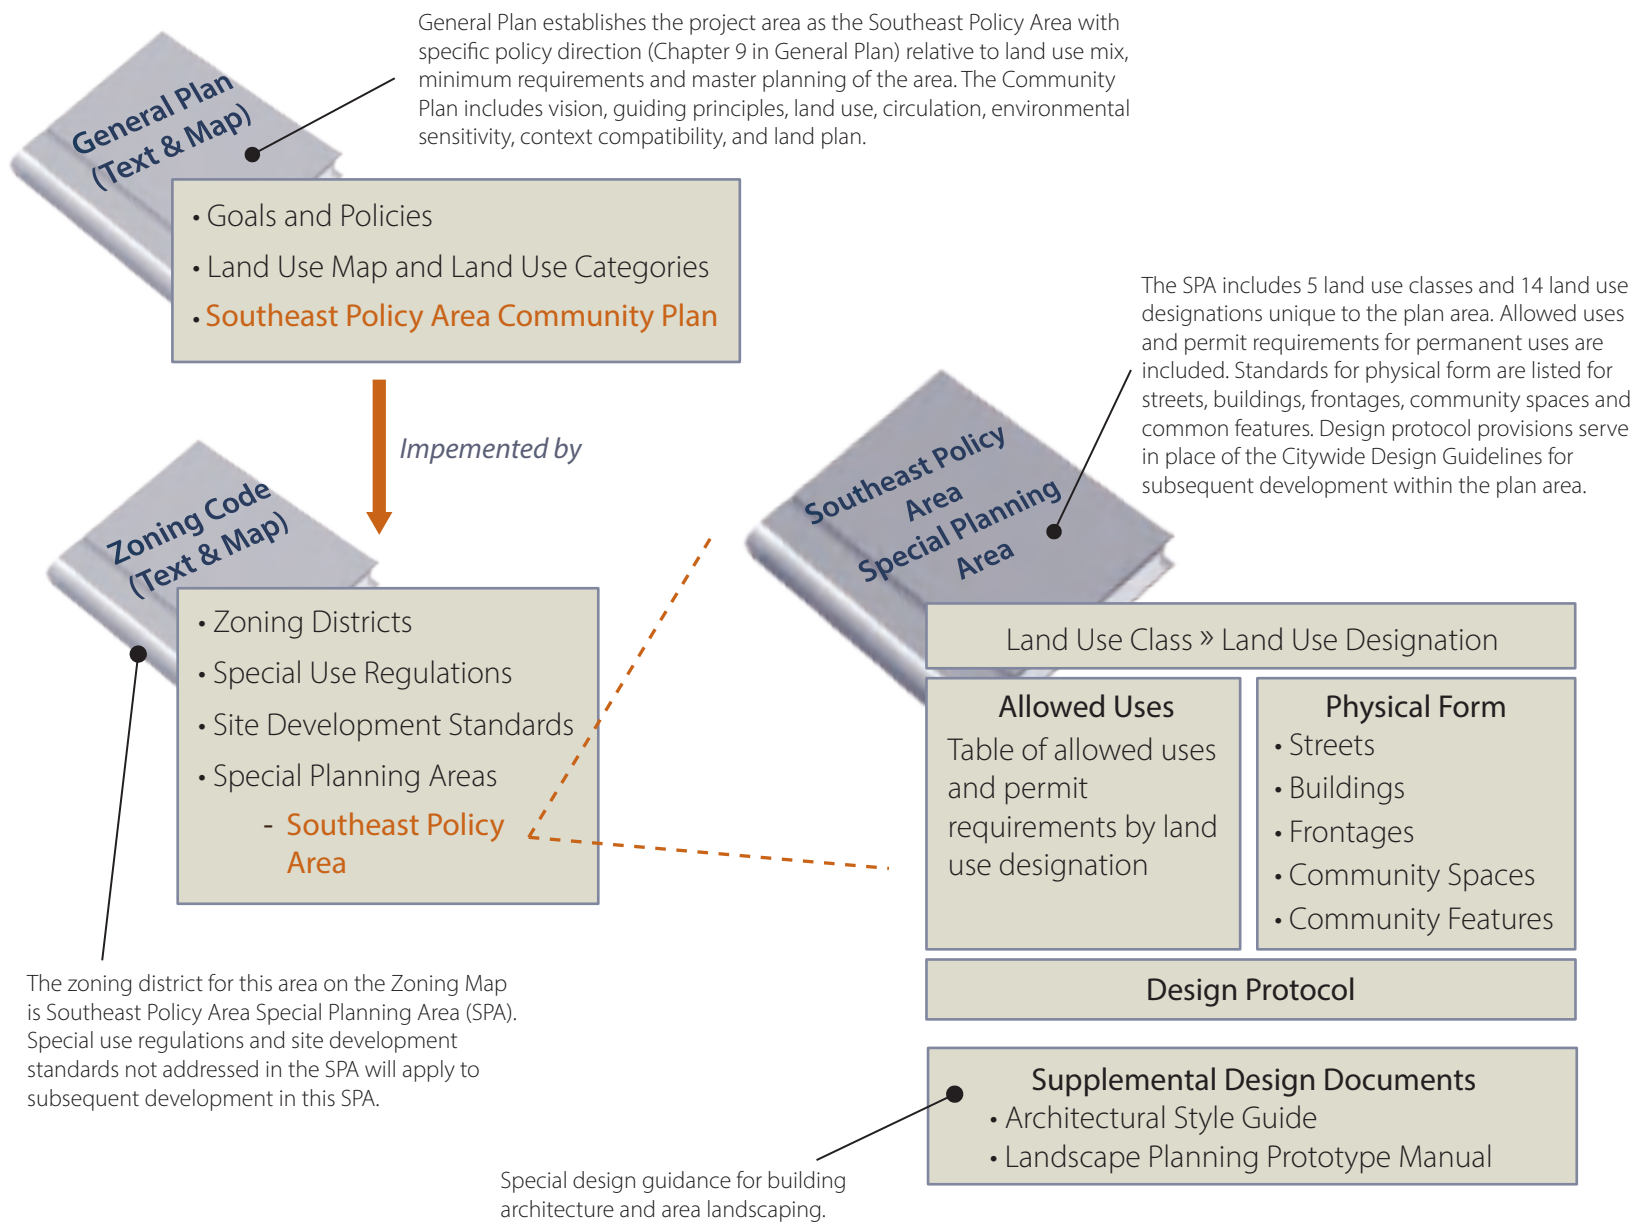 General Plan establishes the project area as the Southeast Policy Area with
specific policy direction (Chapter 9 in General Plan) relative to land use mix,
minimum requirements and master planning of the area. The Community
Plan includes vision, guiding principles, land use, circulation, environmental
sensitivity, context compatibility, and land plan.
General Plan
(Text & Map)
• Goals and Policies
• Land Use Map and Land Use Categories
• Southeast Policy Area Community Plan
Impemented by
Zoning Code
(Text & Map)
• Zoning Districts
• Special Use Regulations
• Site Development Standards
• Special Planning Areas
- Southeast Policy
Area
The zoning district for this area on the Zoning Map
is Southeast Policy Area Special Planning Area (SPA).
Special use regulations and site development
standards not addressed in the SPA will apply to
subsequent development in this SPA.
The SPA includes 5 land use classes and 14 land use
designations unique to the plan area. Allowed uses
and permit requirements for permanent uses are
included. Standards for physical form are listed for
streets, buildings, frontages, community spaces and
common features. Design protocol provisions serve
in place of the Citywide Design Guidelines for
subsequent development within the plan area.
Southeast Policy
Area
Special Planning
Area
Land Use Class » Land Use Designation
Allowed Uses
Table of allowed uses
and permit
requirements by land
use designation
Physical Form
• Streets
• Buildings
• Frontages
• Community Spaces
• Community Features
Design Protocol
Supplemental Design Documents
• Architectural Style Guide
• Landscape Planning Prototype Manual
Special design guidance for building
architecture and area landscaping.